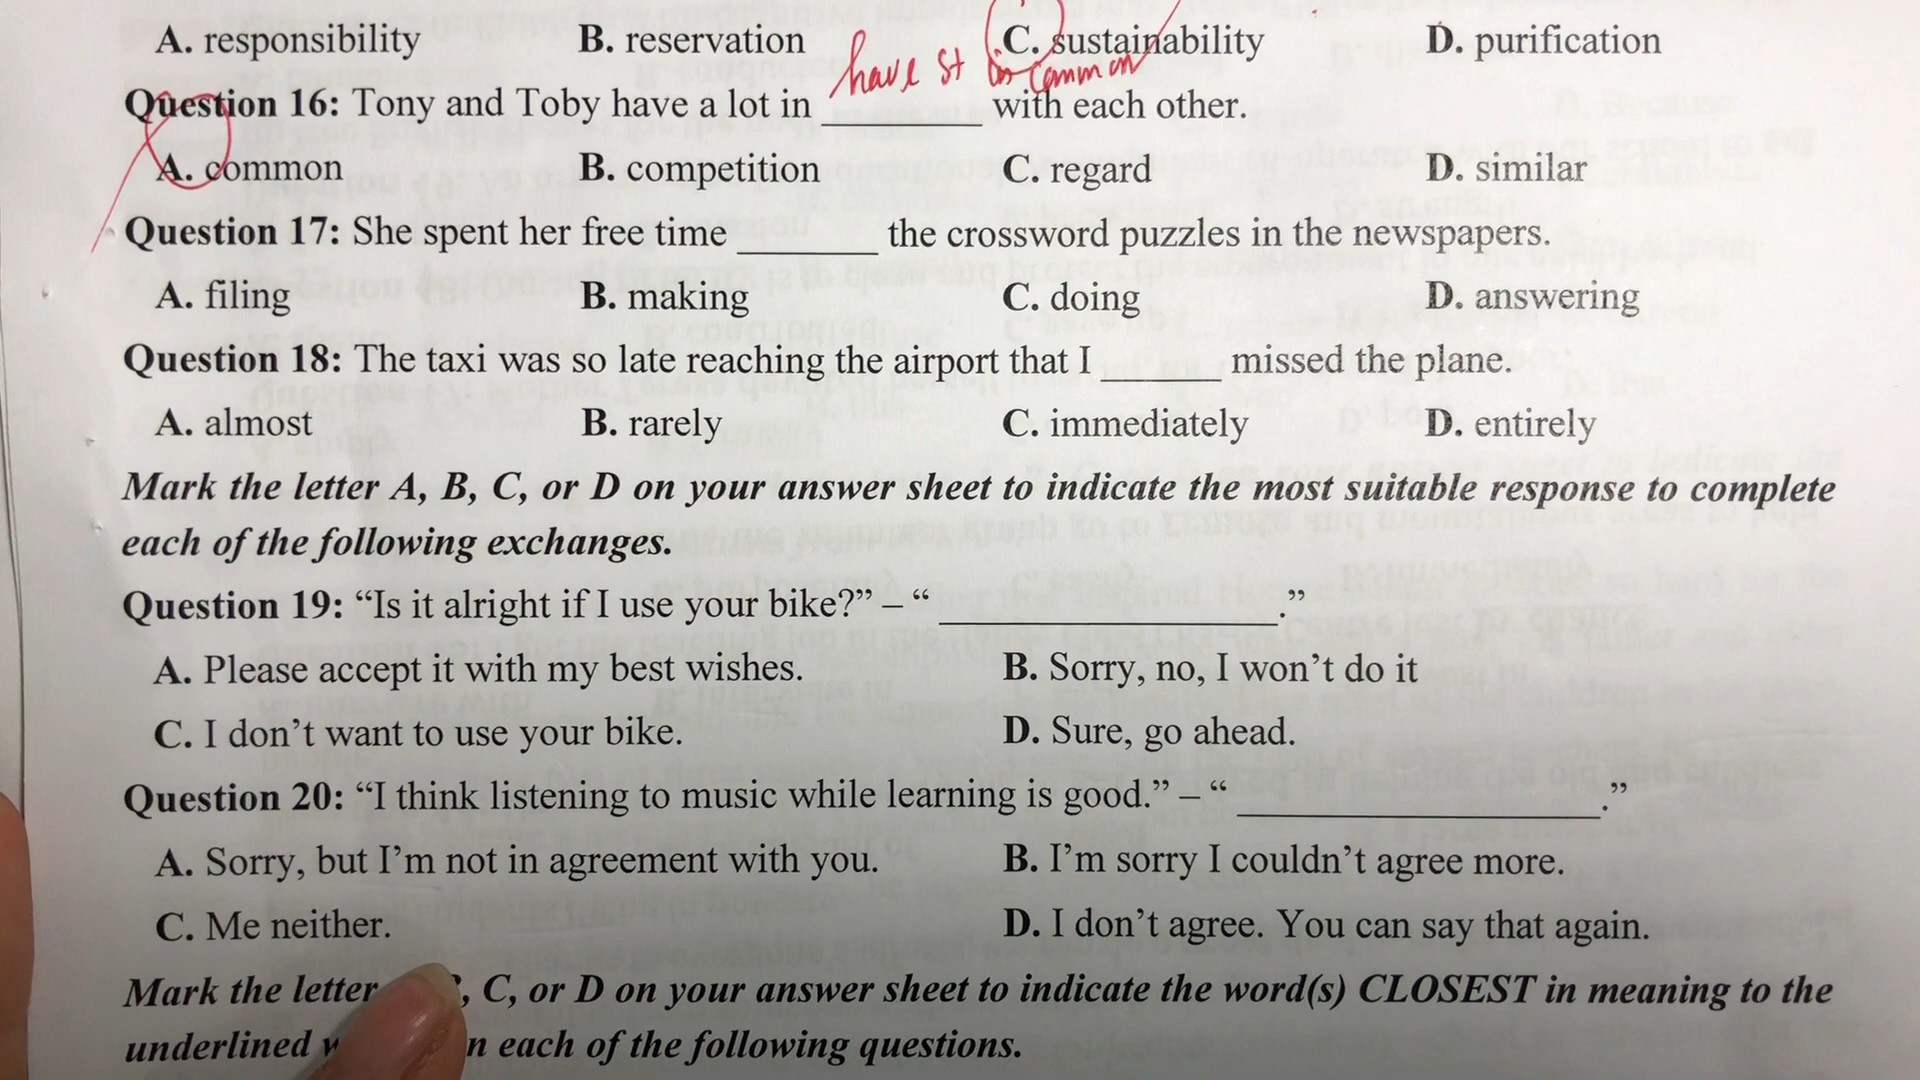 A. responsibility B. reservation C. sustainability D. purification
have st in common
Question 16: Tony and Toby have a lot in ________ with each other.
A. common B. competition C. regard D. similar
Question 17: She spent her free time _______ the crossword puzzles in the newspapers.
A. filing B. making C. doing D. answering
Question 18: The taxi was so late reaching the airport that I ______ missed the plane.
A. almost B. rarely C. immediately D. entirely
Mark the letter A, B, C, or D on your answer sheet to indicate the most suitable response to complete
each of the following exchanges.
Question 19: “Is it alright if I use your bike?” – “_________________.”
A. Please accept it with my best wishes. B. Sorry, no, I won’t do it
C. I don’t want to use your bike. D. Sure, go ahead.
Question 20: “I think listening to music while learning is good.” – “__________________.”
A. Sorry, but I’m not in agreement with you. B. I’m sorry I couldn’t agree more.
C. Me neither. D. I don’t agree. You can say that again.
Mark the letter , C, or D on your answer sheet to indicate the word(s) CLOSEST in meaning to the
underlined each of the following questions.